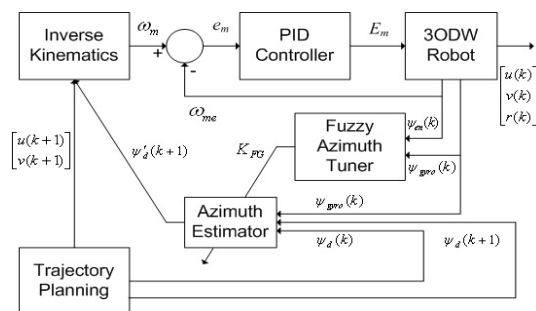 Inverse
Kinematics
ω_m
+
-
e_m
PID
Controller
E_m
3ODW
Robot
[u(k)
v(k)
r(k)]
ω_me
ψ_en(k)
Fuzzy
Azimuth
Tuner
ψ_gyro(k)
K_FG
[u(k+1)
v(k+1)]
ψ'_d(k+1)
Azimuth
Estimator
ψ_gyro(k)
ψ_d(k)
ψ_d(k+1)
Trajectory
Planning